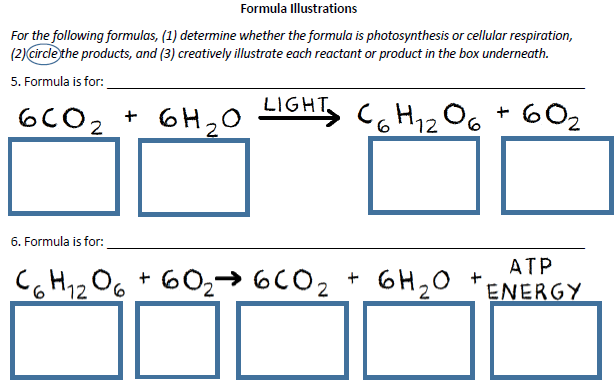 Formula Illustrations
For the following formulas, (1) determine whether the formula is photosynthesis or cellular respiration,
(2) circle the products, and (3) creatively illustrate each reactant or product in the box underneath.
5. Formula is for: ____________________
6CO₂ + 6H₂O LIGHT→ C₆H₁₂O₆ + 6O₂
6. Formula is for: ____________________
C₆H₁₂O₆ + 6O₂ → 6CO₂ + 6H₂O + ATP ENERGY